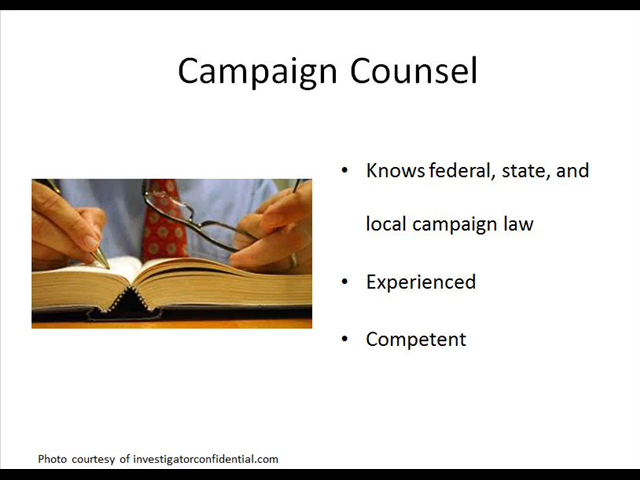 Campaign Counsel
• Knows federal, state, and
local campaign law
• Experienced
• Competent
Photo courtesy of investigatorconfidential.com